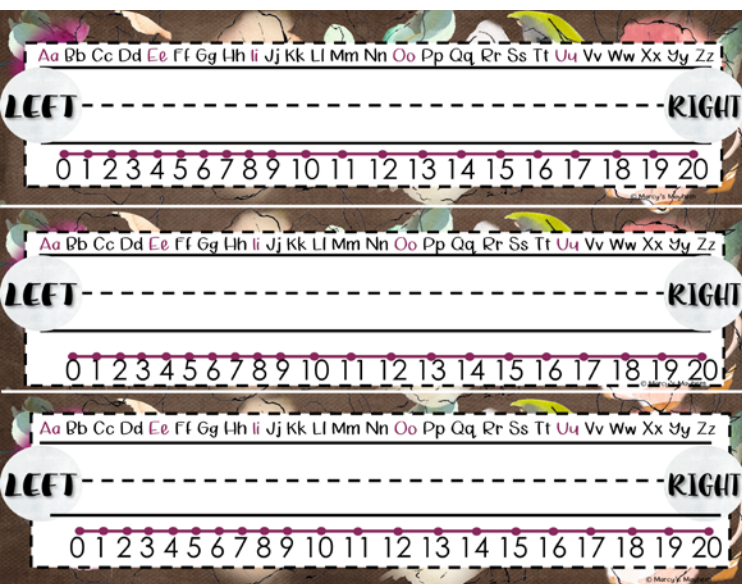 Aa Bb Cc Dd Ee Ff Gg Hh Ii Jj Kk Ll Mm Nn Oo Pp Qq Rr Ss Tt Uu Vv Ww Xx Yy Zz
LEFT RIGHT
0 1 2 3 4 5 6 7 8 9 10 11 12 13 14 15 16 17 18 19 20
© Marcy's Mayhem
Aa Bb Cc Dd Ee Ff Gg Hh Ii Jj Kk Ll Mm Nn Oo Pp Qq Rr Ss Tt Uu Vv Ww Xx Yy Zz
LEFT RIGHT
0 1 2 3 4 5 6 7 8 9 10 11 12 13 14 15 16 17 18 19 20
© Marcy's Mayhem
Aa Bb Cc Dd Ee Ff Gg Hh Ii Jj Kk Ll Mm Nn Oo Pp Qq Rr Ss Tt Uu Vv Ww Xx Yy Zz
LEFT RIGHT
0 1 2 3 4 5 6 7 8 9 10 11 12 13 14 15 16 17 18 19 20
© Marcy's Mayhem